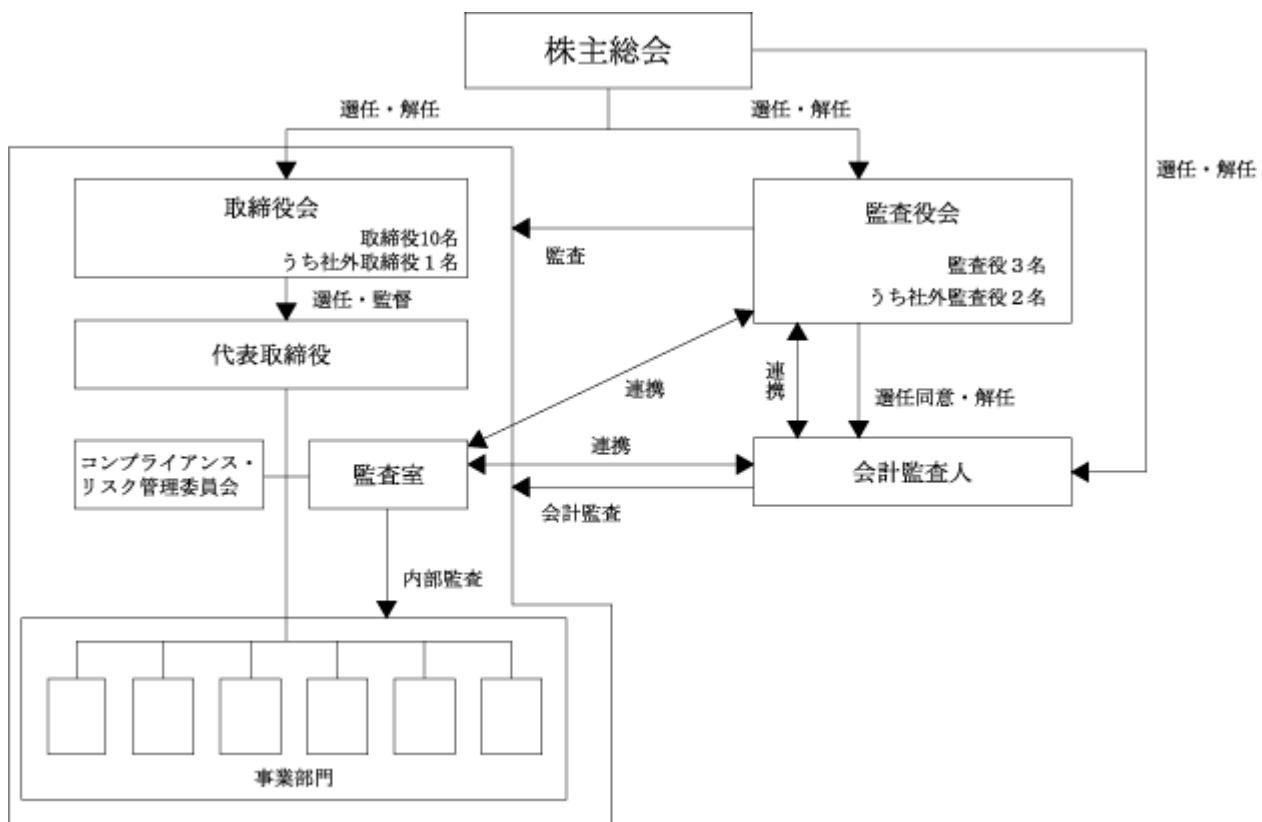 株主総会
選任・解任
選任・解任
選任・解任
取締役会
取締役10名
うち社外取締役1名
監査役会
監査役3名
うち社外監査役2名
監査
選任・監督
代表取締役
連携
連携
選任同意・解任
コンプライアンス・
リスク管理委員会
監査室
連携
会計監査人
会計監査
内部監査
事業部門